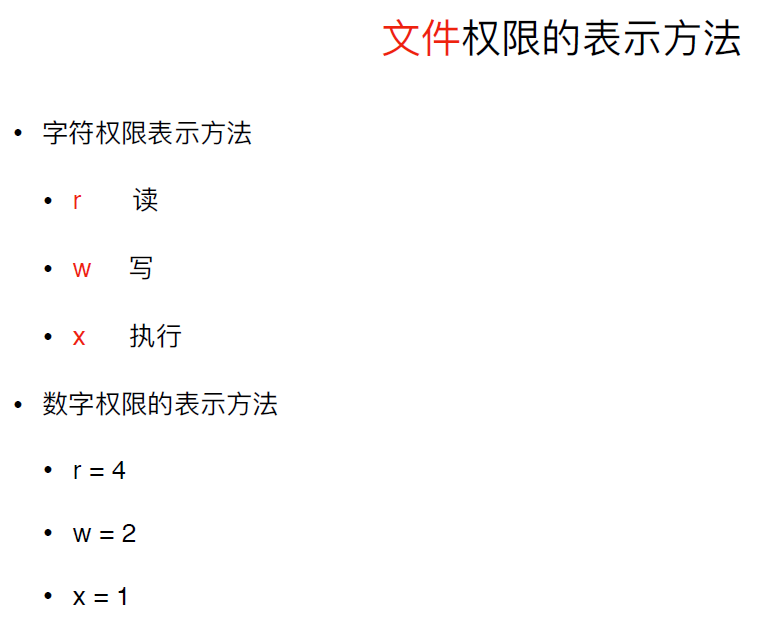 文件权限的表示方法
• 字符权限表示方法
• r 读
• w 写
• x 执行
• 数字权限的表示方法
• r = 4
• w = 2
• x = 1